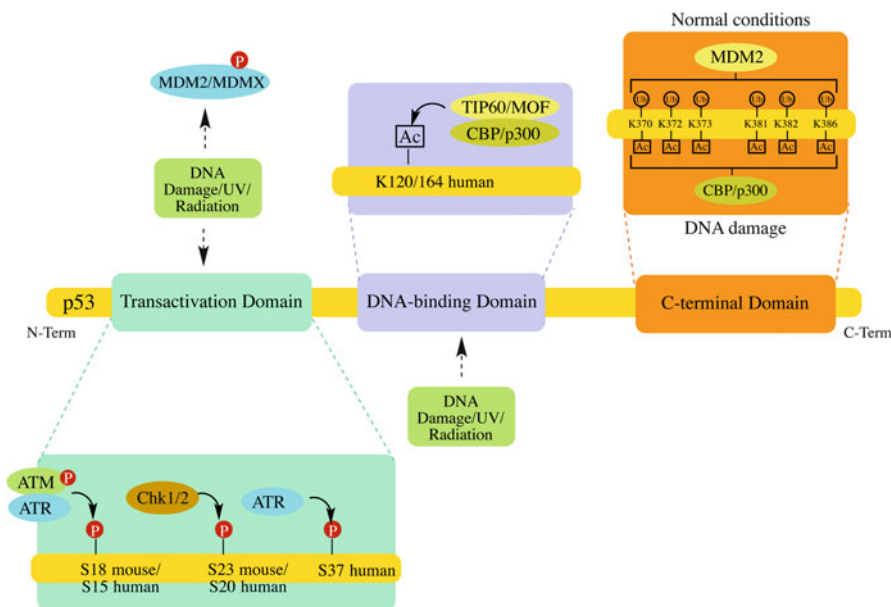 Normal conditions
MDM2
Ub Ub Ub Ub Ub Ub
K370 K372 K373 K381 K382 K386
Ac Ac Ac Ac Ac Ac
CBP/p300
DNA damage
P
MDM2/MDMX
DNA
Damage/UV/
Radiation
TIP60/MOF
CBP/p300
Ac
K120/164 human
p53
Transactivation Domain
DNA-binding Domain
C-terminal Domain
N-Term
C-Term
DNA
Damage/UV/
Radiation
ATM P
ATR
P
Chk1/2
P
ATR
P
S18 mouse/
S15 human
S23 mouse/
S20 human
S37 human